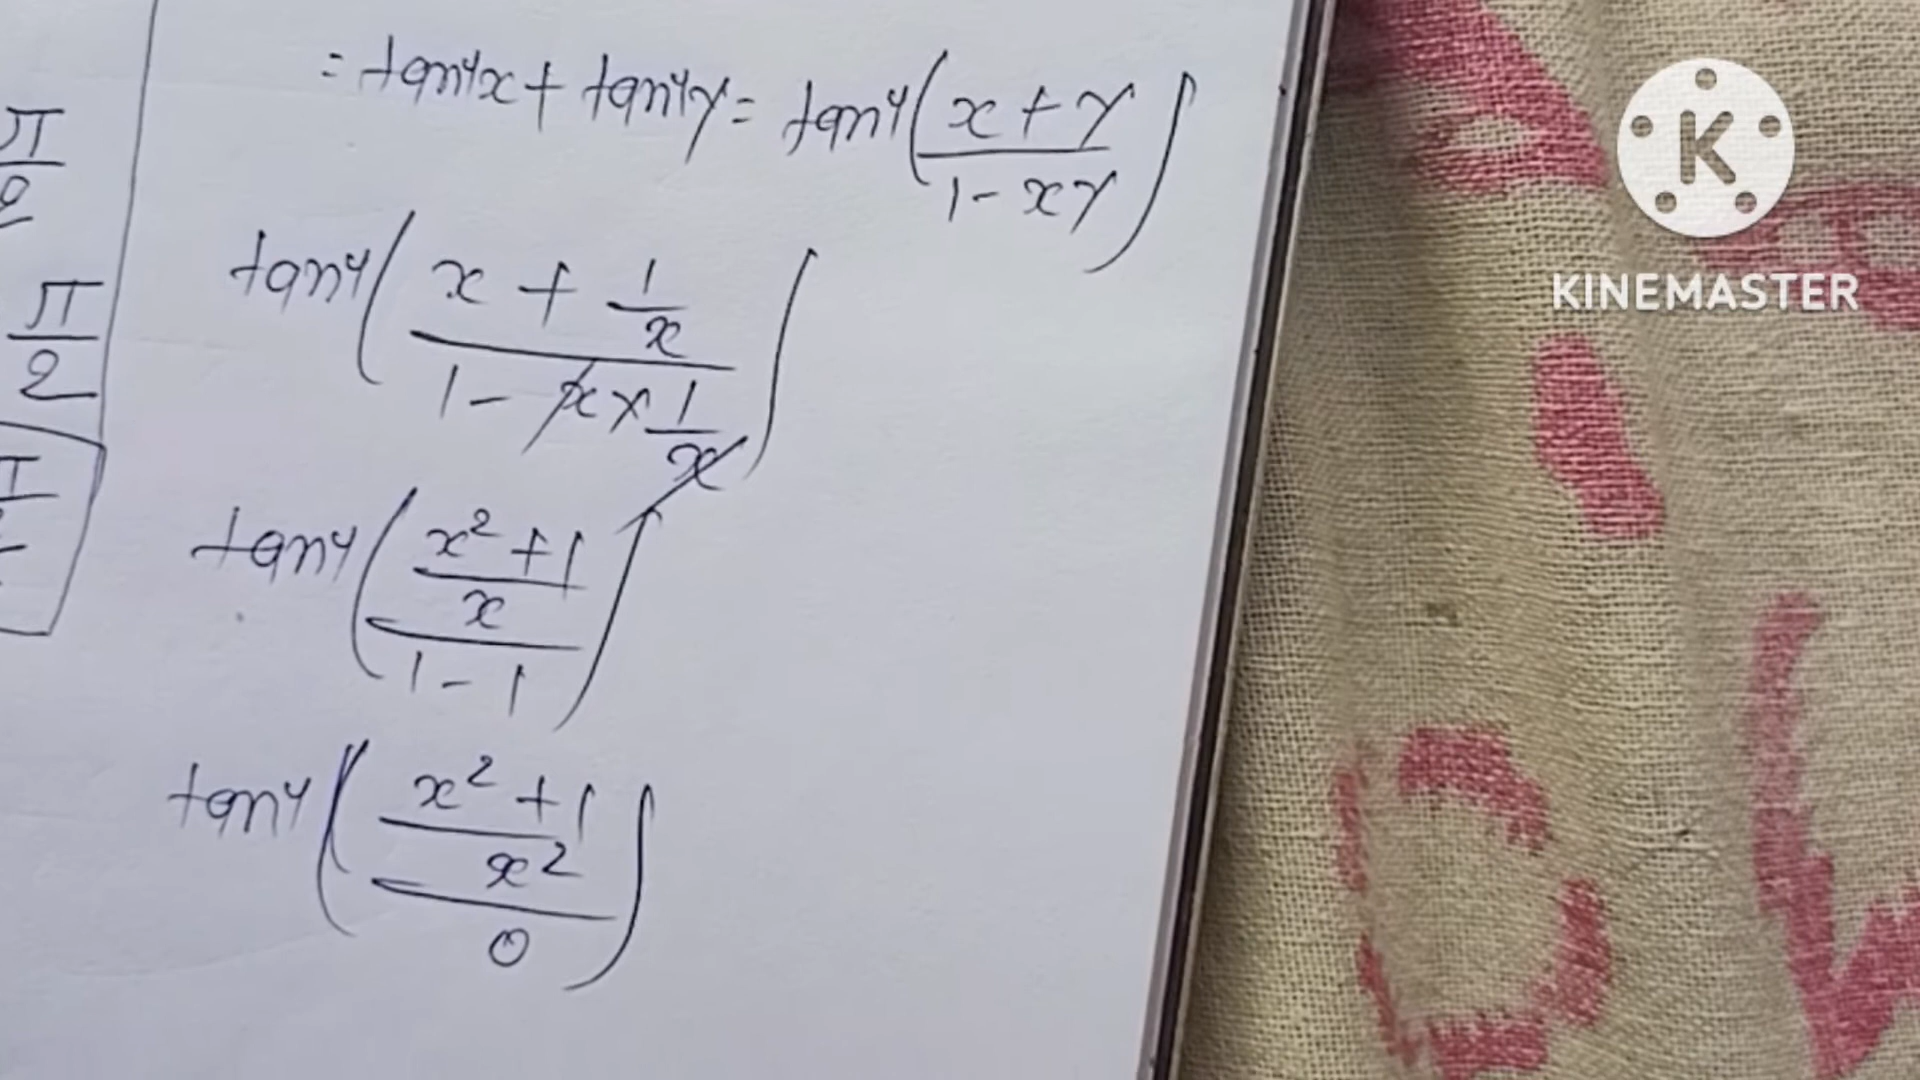 = tan⁻¹x + tan⁻¹y = tan⁻¹(x + y / 1 - xy)
π/2
tan⁻¹(x + 1/x / 1 - x × 1/x)
π/2
tan⁻¹(x² + 1 / x / 1 - 1)
tan⁻¹(x² + 1 / x² / 0)
KINEMASTER